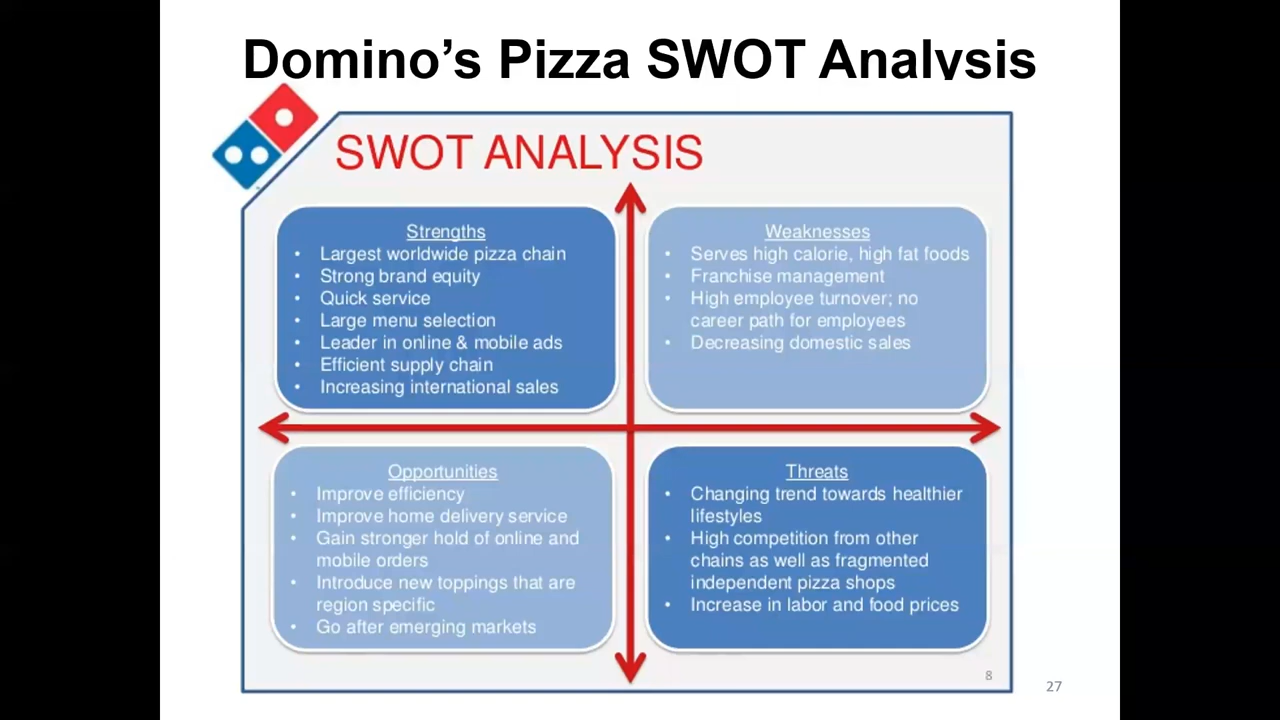 Domino's Pizza SWOT Analysis
SWOT ANALYSIS
Strengths
• Largest worldwide pizza chain
• Strong brand equity
• Quick service
• Large menu selection
• Leader in online & mobile ads
• Efficient supply chain
• Increasing international sales
Weaknesses
• Serves high calorie, high fat foods
• Franchise management
• High employee turnover; no
career path for employees
• Decreasing domestic sales
Opportunities
• Improve efficiency
• Improve home delivery service
• Gain stronger hold of online and
mobile orders
• Introduce new toppings that are
region specific
• Go after emerging markets
Threats
• Changing trend towards healthier
lifestyles
• High competition from other
chains as well as fragmented
independent pizza shops
• Increase in labor and food prices
8
27